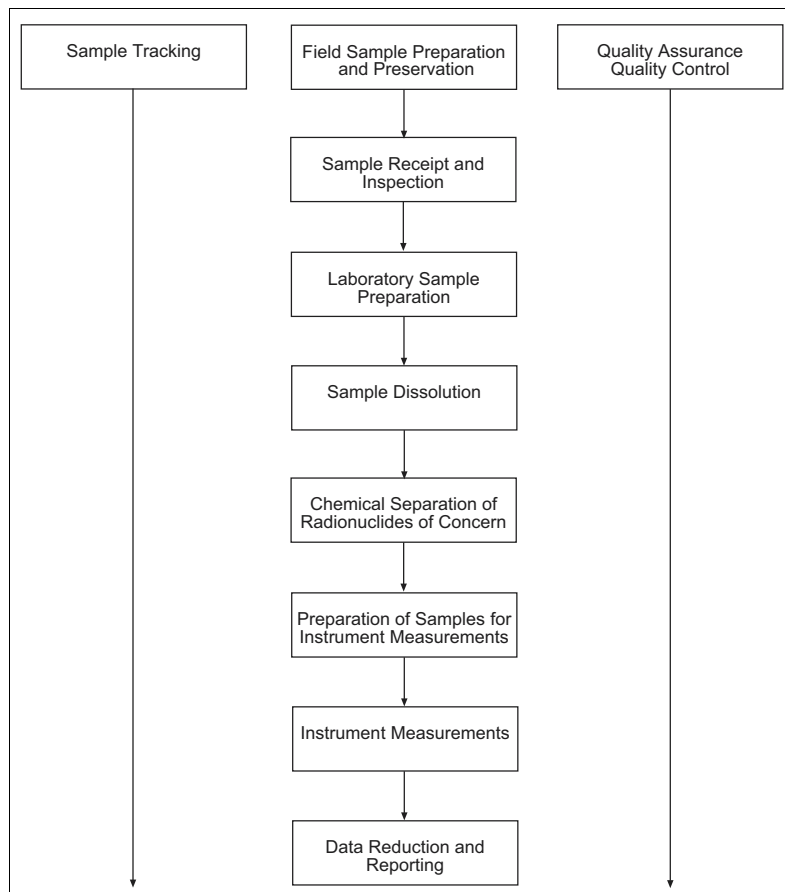 Sample Tracking
Field Sample Preparation
and Preservation
Quality Assurance
Quality Control
Sample Receipt and
Inspection
Laboratory Sample
Preparation
Sample Dissolution
Chemical Separation of
Radionuclides of Concern
Preparation of Samples for
Instrument Measurements
Instrument Measurements
Data Reduction and
Reporting